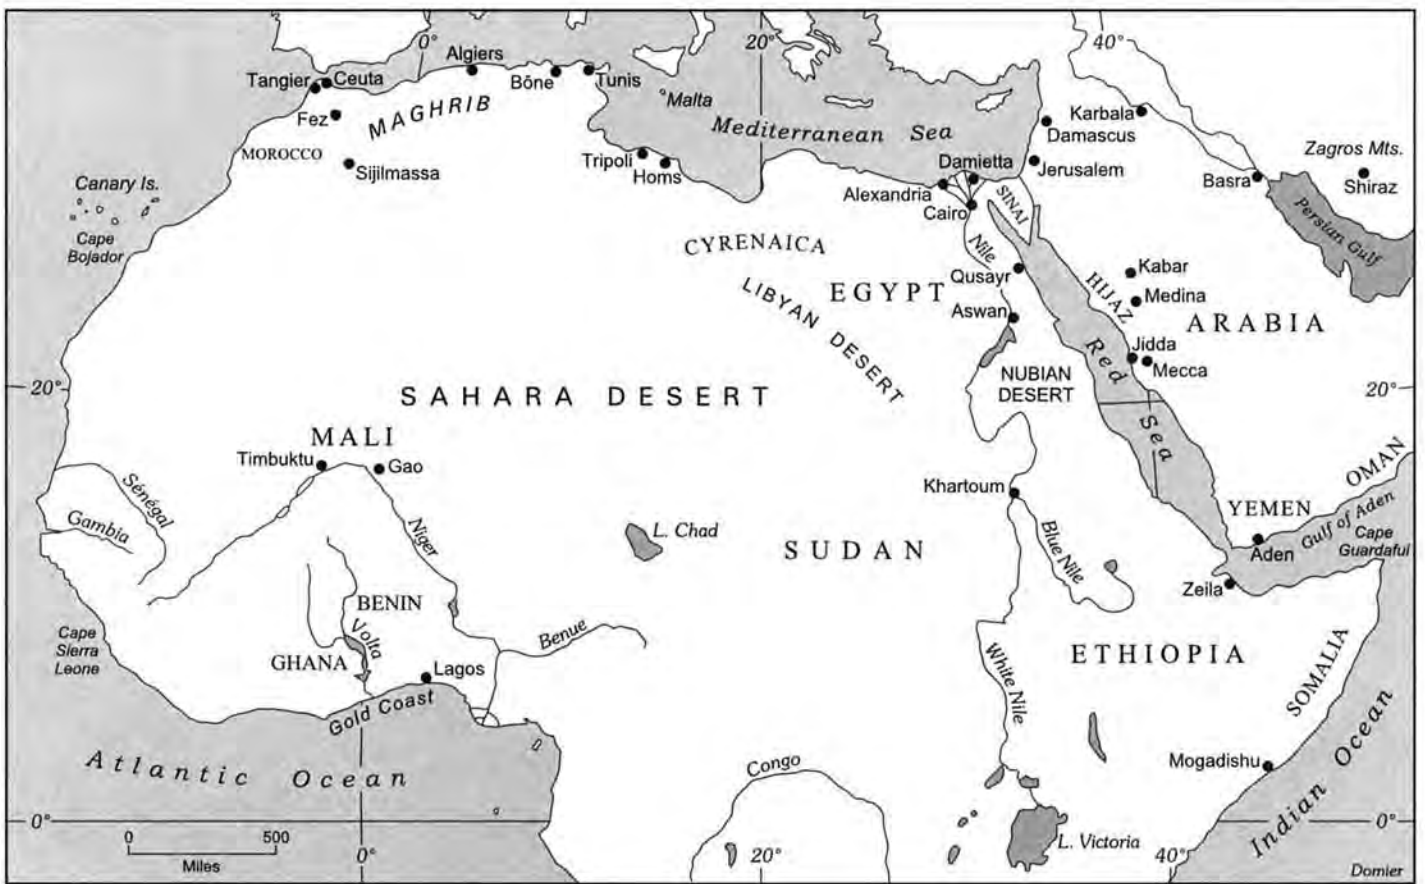 0°
20°
40°
Algiers
Tangier
Ceuta
Bône
Tunis
Malta
Fez
MAGHRIB
MOROCCO
Sijilmassa
Tripoli
Homs
Mediterranean Sea
Karbala
Damascus
Zagros Mts.
Damietta
Jerusalem
Basra
Shiraz
Canary Is.
Alexandria
Cairo
SINAI
Persian Gulf
Cape
Bojador
CYRENAICA
Nile
Qusayr
HIJAZ
Kabar
EGYPT
Medina
LIBYAN DESERT
Aswan
ARABIA
Jidda
Mecca
Red Sea
NUBIAN
DESERT
20°
SAHARA DESERT
20°
MALI
Timbuktu
Gao
OMAN
Sénégal
Gambia
Niger
Khartoum
YEMEN
Gulf of Aden
L. Chad
SUDAN
Blue Nile
Aden
Cape
Guardaful
Zeila
BENIN
Volta
Benue
Cape
Sierra
Leone
GHANA
Lagos
ETHIOPIA
SOMALIA
White Nile
Gold Coast
Atlantic Ocean
Congo
Mogadishu
Indian Ocean
0°
0°
0
500
Miles
0°
20°
L. Victoria
40°
Domier